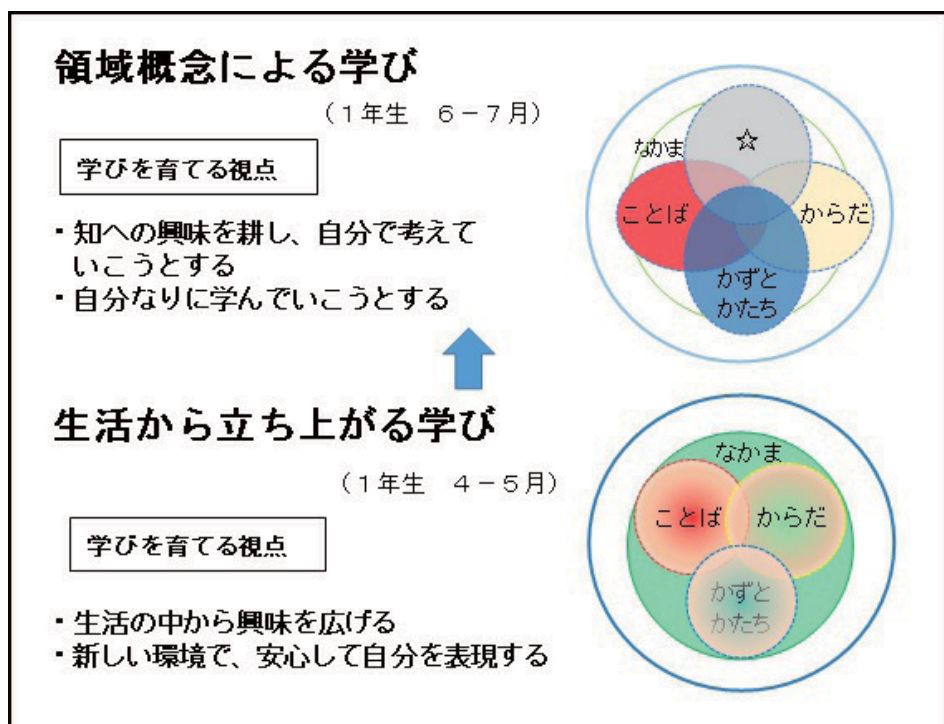 領域概念による学び
(1年生 6-7月)
学びを育てる視点
・知への興味を耕し、自分で考えて
いこうとする
・自分なりに学んでいこうとする
☆
なかま
ことば
からだ
かずと
かたち
生活から立ち上がる学び
(1年生 4-5月)
学びを育てる視点
・生活の中から興味を広げる
・新しい環境で、安心して自分を表現する
なかま
ことば
からだ
かずと
かたち